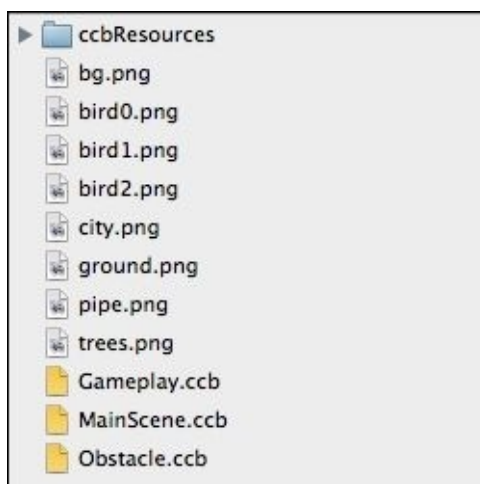 ccbResources
bg.png
bird0.png
bird1.png
bird2.png
city.png
ground.png
pipe.png
trees.png
Gameplay.ccb
MainScene.ccb
Obstacle.ccb